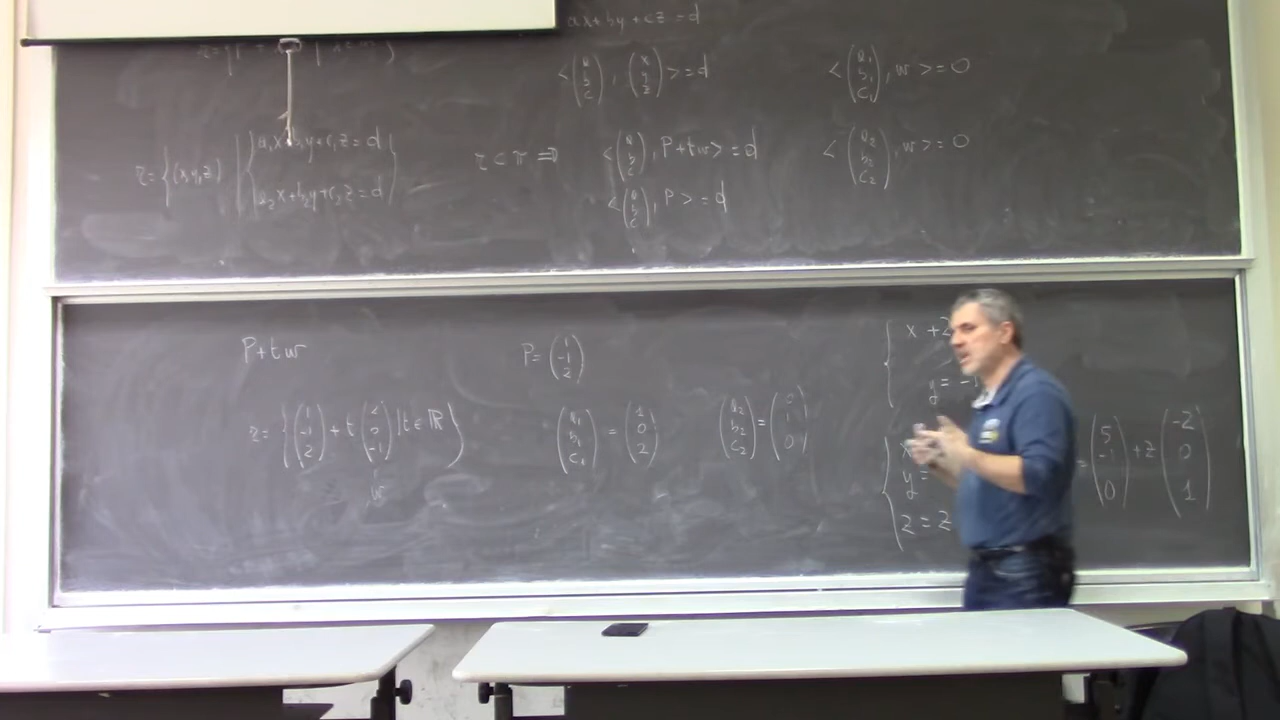 ax+by+cz=d
<(a b c), (x y z)>=d
<(a₁ b₁ c₁), w>=0
r={(x,y,z) | {a₁x+b₁y+c₁z=d
a₂x+b₂y+c₂z=d}
r⊂π ⇒ <(a b c), P+tw>=d
<(a₂ b₂ c₂), w>=0
<(a b c), P>=d
P+tw
P=(1 -1 2)
r={(1 -1 2)+t(2 0 -1)|t∈ℝ}
w
(a₁ b₁ c₁)=(1 0 2)
(a₂ b₂ c₂)=(0 1 0)
{x+2
y=-1
{x
y=
z=z
=(5 -1 0)+z(-2 0 1)